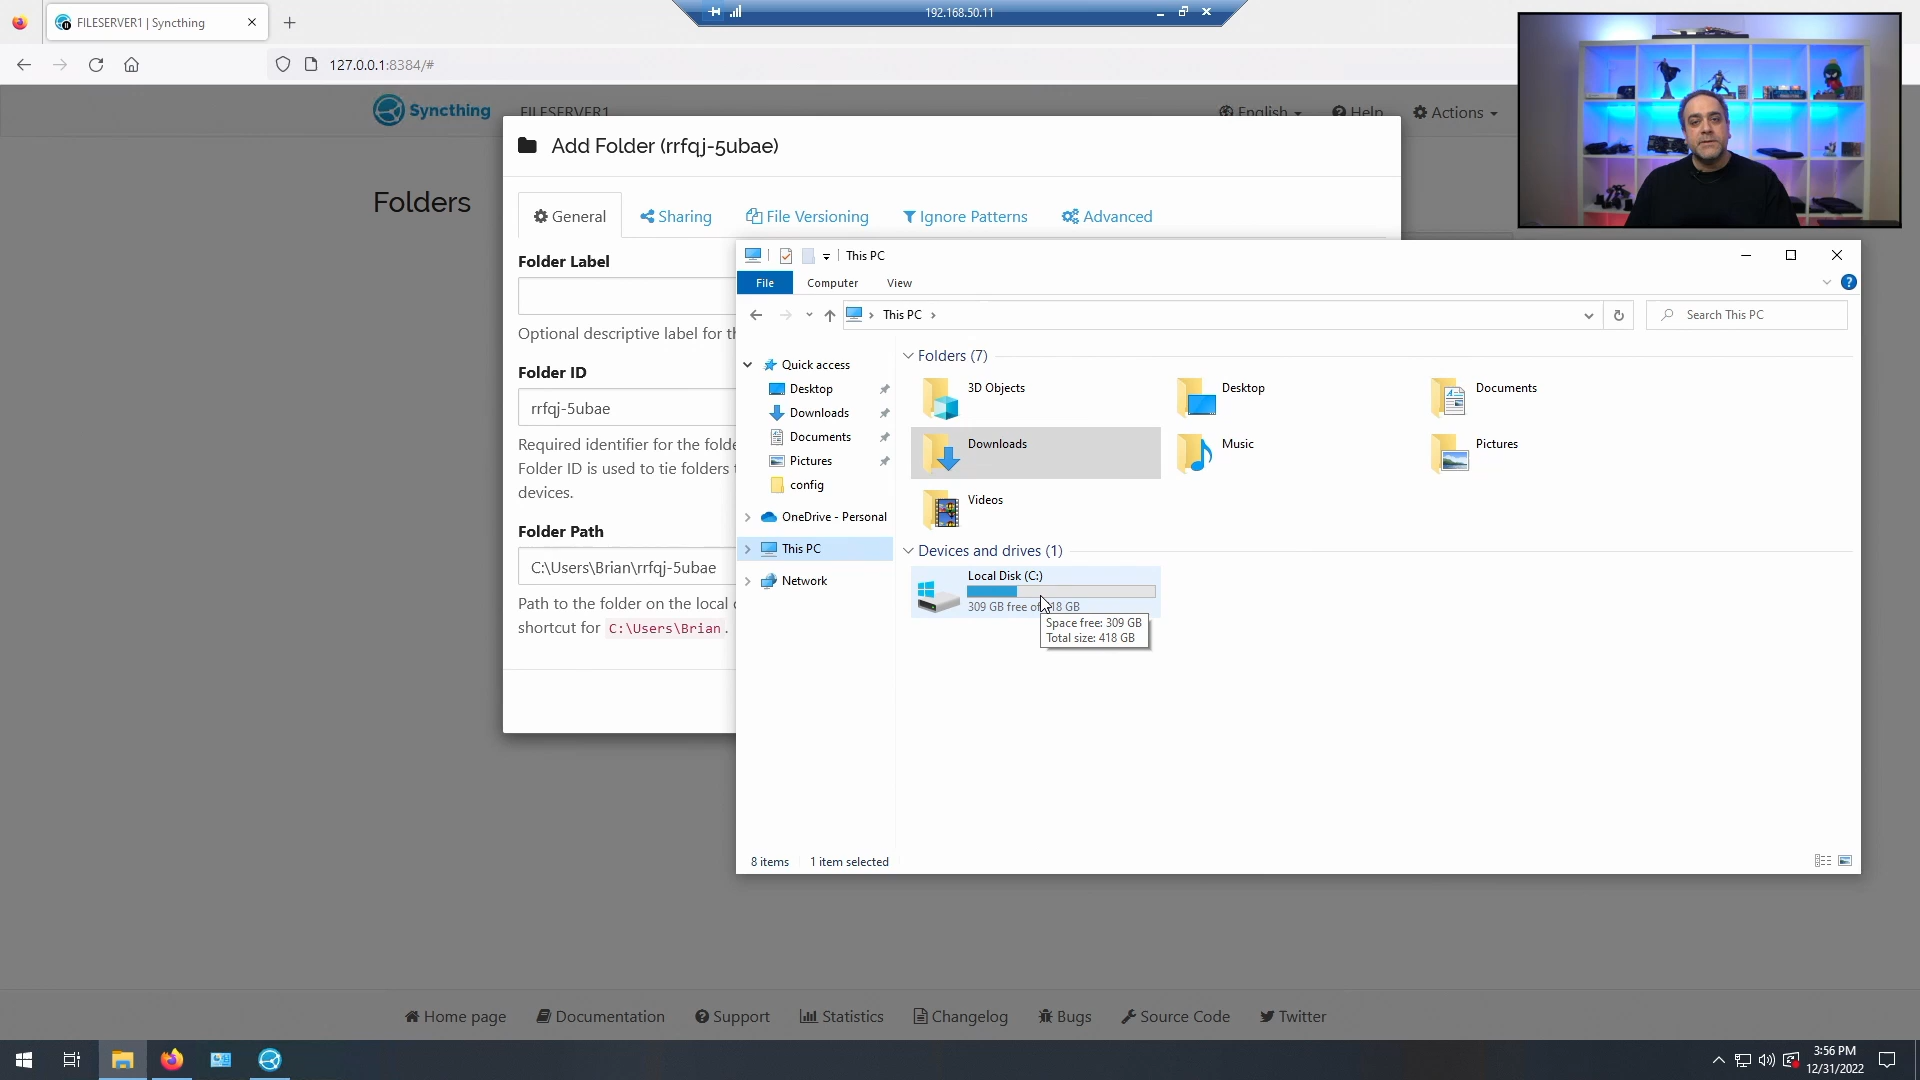 FILESERVER1 | Syncthing
192.168.50.11
127.0.0.1:8384/#
Syncthing
FILESERVER1
English
Help
Actions
Add Folder (rrfqj-5ubae)
Folders
General
Sharing
File Versioning
Ignore Patterns
Advanced
Folder Label
Optional descriptive label for th
Folder ID
rrfqj-5ubae
Required identifier for the folde
Folder ID is used to tie folders t
devices.
Folder Path
C:\Users\Brian\rrfqj-5ubae
Path to the folder on the local c
shortcut for C:\Users\Brian.
This PC
File
Computer
View
This PC
Search This PC
Quick access
Desktop
Downloads
Documents
Pictures
config
OneDrive - Personal
This PC
Network
Folders (7)
3D Objects
Desktop
Documents
Downloads
Music
Pictures
Videos
Devices and drives (1)
Local Disk (C:)
309 GB free of 18 GB
Space free: 309 GB
Total size: 418 GB
8 items
1 item selected
Home page
Documentation
Support
Statistics
Changelog
Bugs
Source Code
Twitter
3:56 PM
12/31/2022